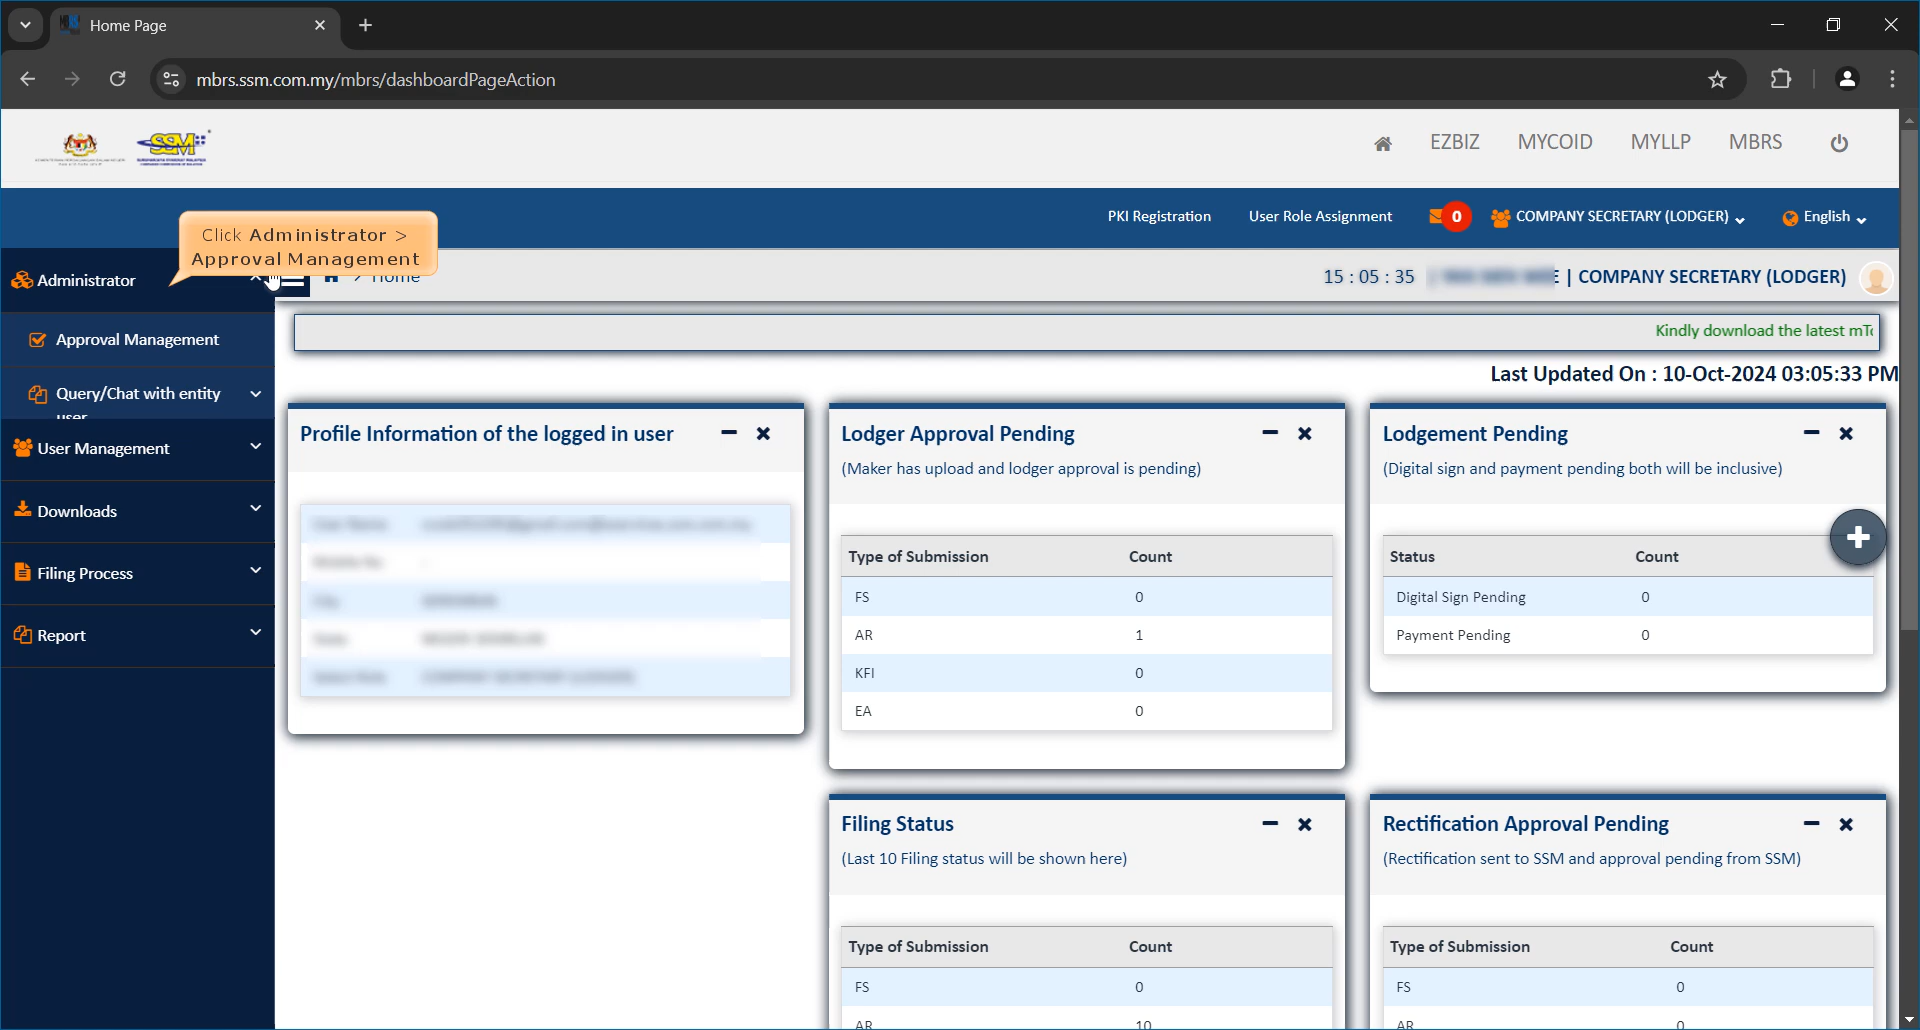 Home Page
mbrs.ssm.com.my/mbrs/dashboardPageAction
SSM
EZBIZ MYCOID MYLLP MBRS
PKI Registration User Role Assignment 0 COMPANY SECRETARY (LODGER) English
Click Administrator >
Approval Management
Administrator
> Home
15 : 05 : 35 E | COMPANY SECRETARY (LODGER)
Approval Management
Query/Chat with entity
user
User Management
Downloads
Filing Process
Report
Kindly download the latest mTo
Last Updated On : 10-Oct-2024 03:05:33 PM
Profile Information of the logged in user
Lodger Approval Pending
(Maker has upload and lodger approval is pending)
Type of Submission Count
FS 0
AR 1
KFI 0
EA 0
Lodgement Pending
(Digital sign and payment pending both will be inclusive)
Status Count
Digital Sign Pending 0
Payment Pending 0
Filing Status
(Last 10 Filing status will be shown here)
Type of Submission Count
FS 0
AR 10
Rectification Approval Pending
(Rectification sent to SSM and approval pending from SSM)
Type of Submission Count
FS 0
AR 0